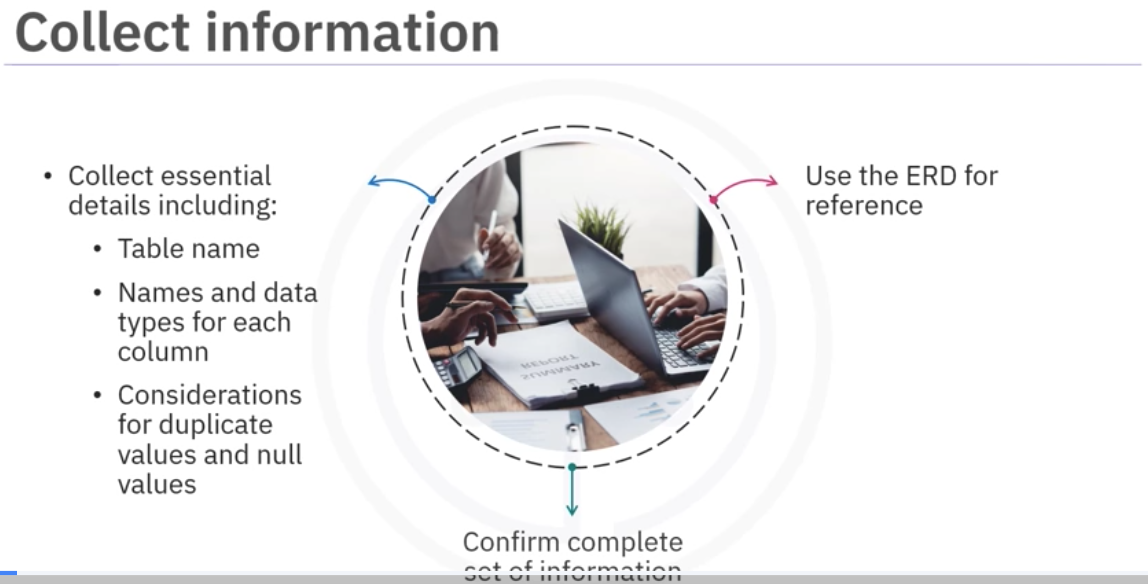 Collect information
• Collect essential
details including:
• Table name
• Names and data
types for each
column
• Considerations
for duplicate
values and null
values
Use the ERD for
reference
REPORT
SUMMARY
Confirm complete
set of information